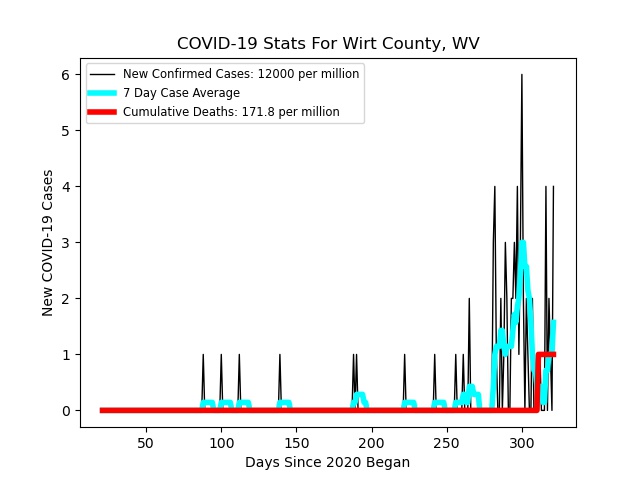 COVID-19 Stats For Wirt County, WV
New Confirmed Cases: 12000 per million
7 Day Case Average
Cumulative Deaths: 171.8 per million
New COVID-19 Cases
6
5
4
3
2
1
0
50 100 150 200 250 300
Days Since 2020 Began